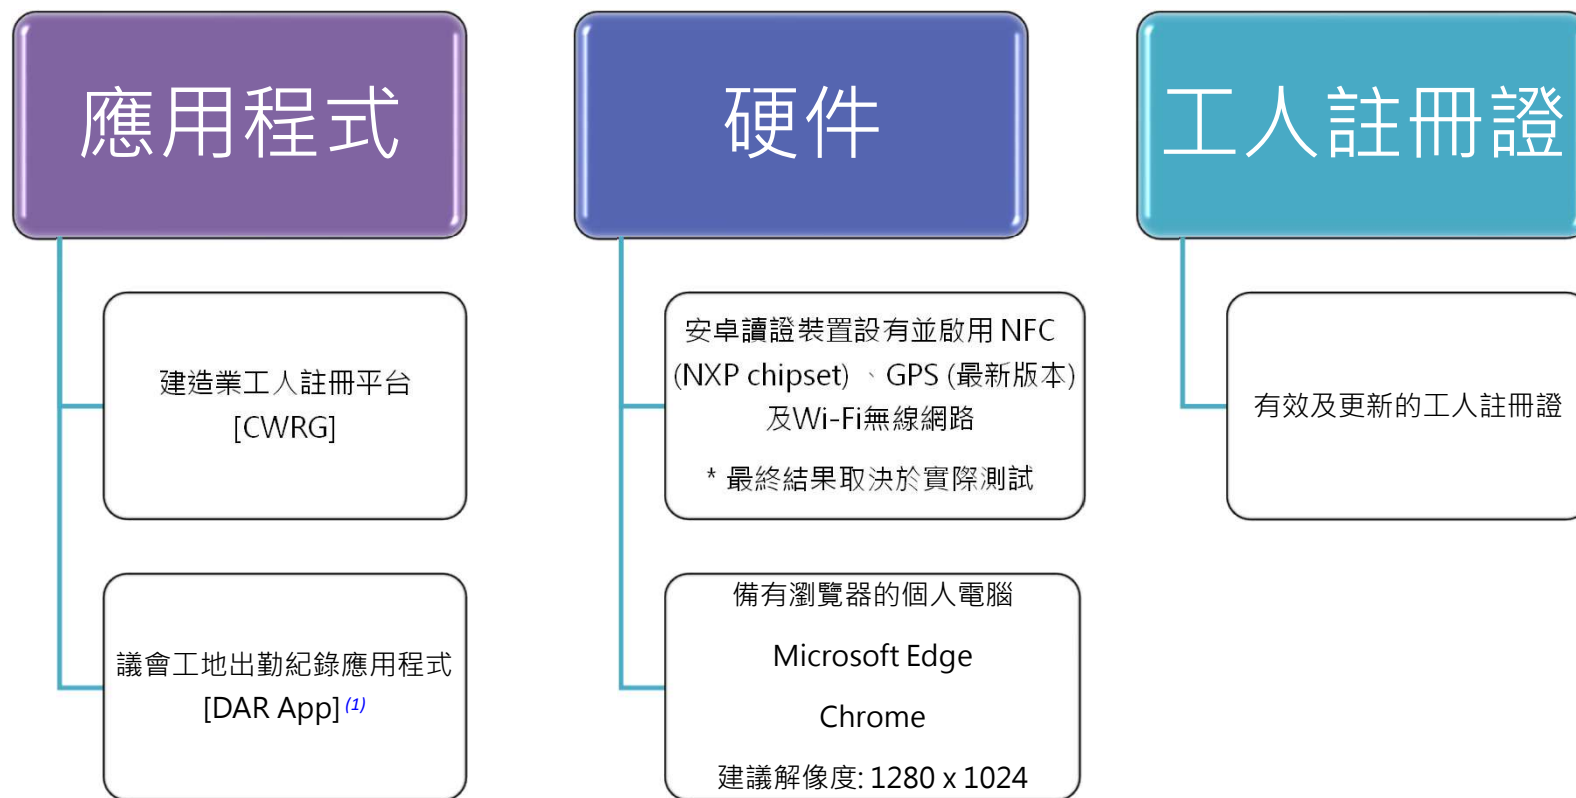 應用程式
建造業工人註冊平台
[CWRG]
議會工地出勤紀錄應用程式
[DAR App] (1)
硬件
安卓讀證裝置設有並啟用 NFC
(NXP chipset) 、GPS (最新版本)
及Wi-Fi無線網路
* 最終結果取決於實際測試
備有瀏覽器的個人電腦
Microsoft Edge
Chrome
建議解像度: 1280 x 1024
工人註冊證
有效及更新的工人註冊證